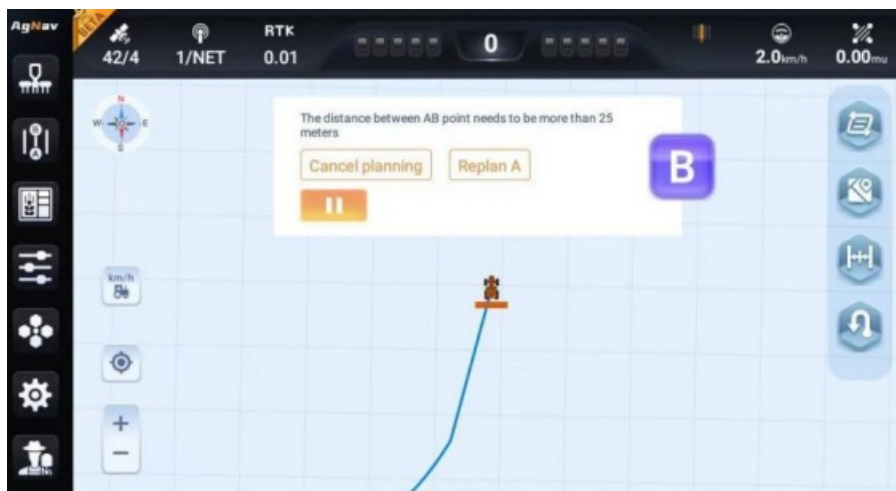 AgNav
BETA
42/4
1/NET
RTK
0.01
0
2.0km/h
0.00mu
N
W
E
S
The distance between AB point needs to be more than 25
meters
Cancel planning
Replan A
B
B
A
km/h
+
−